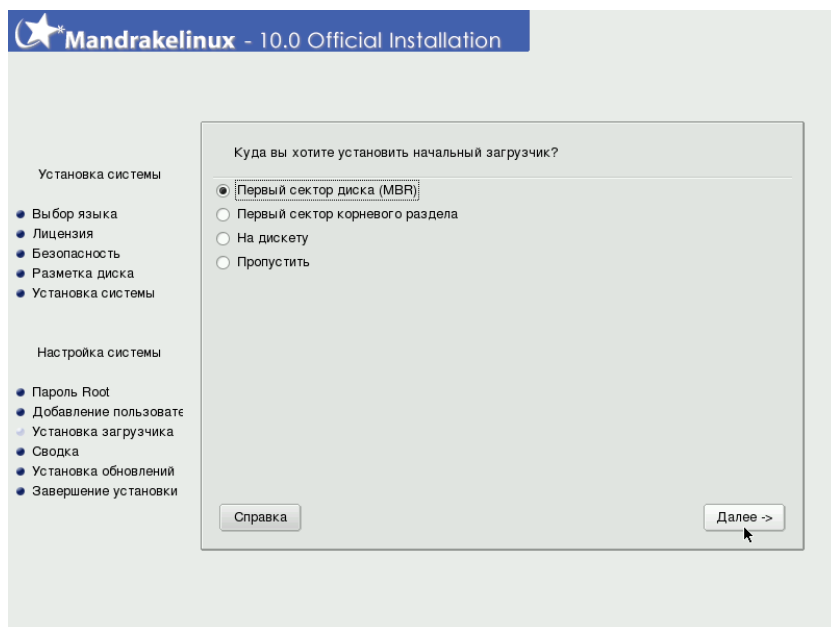 Mandrakelinux - 10.0 Official Installation
Установка системы
Выбор языка
Лицензия
Безопасность
Разметка диска
Установка системы
Настройка системы
Пароль Root
Добавление пользовате
Установка загрузчика
Сводка
Установка обновлений
Завершение установки
Куда вы хотите установить начальный загрузчик?
Первый сектор диска (MBR)
Первый сектор корневого раздела
На дискету
Пропустить
Справка
Далее ->